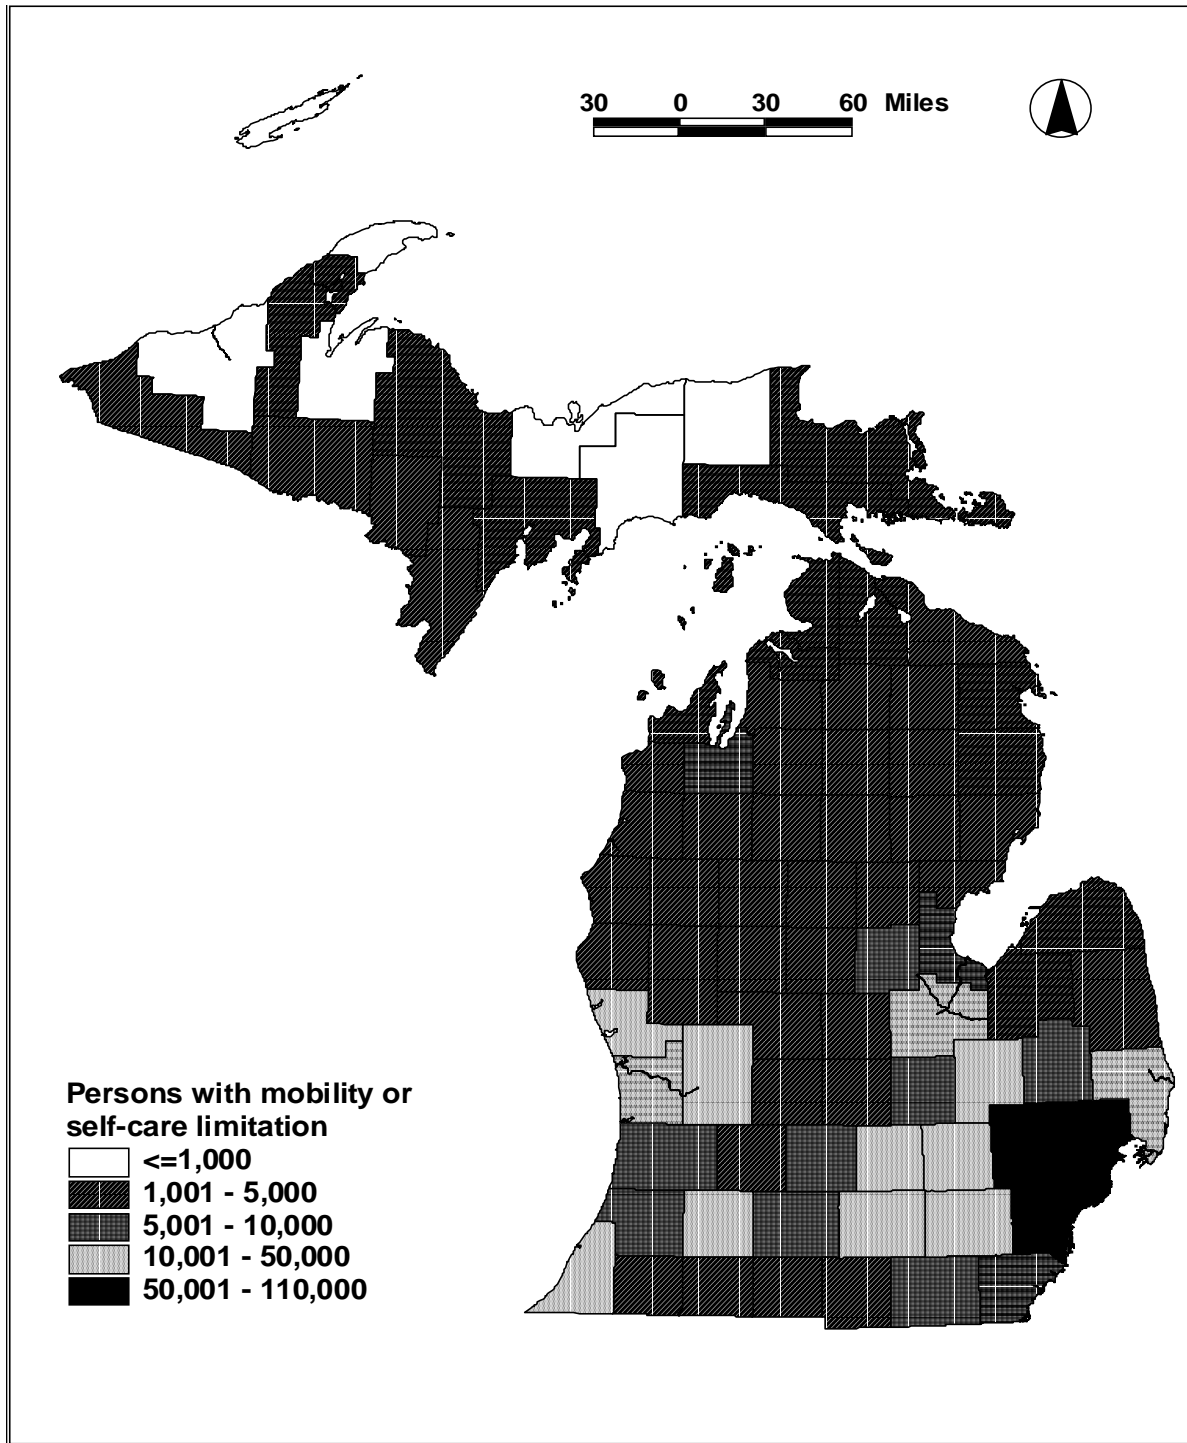 30 0 30 60 Miles
Persons with mobility or
self-care limitation
<=1,000
1,001 - 5,000
5,001 - 10,000
10,001 - 50,000
50,001 - 110,000